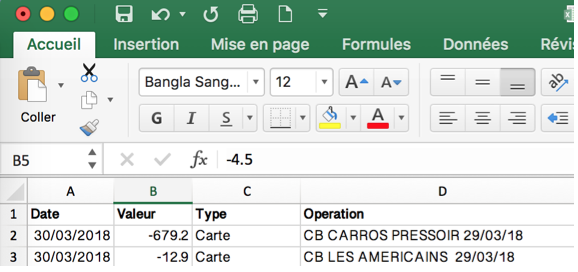 Accueil Insertion Mise en page Formules Données Révis
Coller
Bangla Sang... 12 A A
G I S A
ab
B5 fx -4.5
A B C D
1 Date Valeur Type Operation
2 30/03/2018 -679.2 Carte CB CARROS PRESSOIR 29/03/18
3 30/03/2018 -12.9 Carte CB LES AMERICAINS 29/03/18